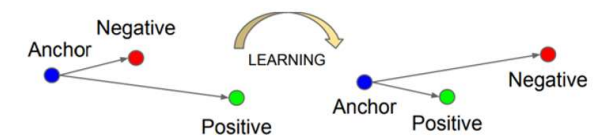 Negative
Anchor
LEARNING
Positive
Negative
Anchor
Positive